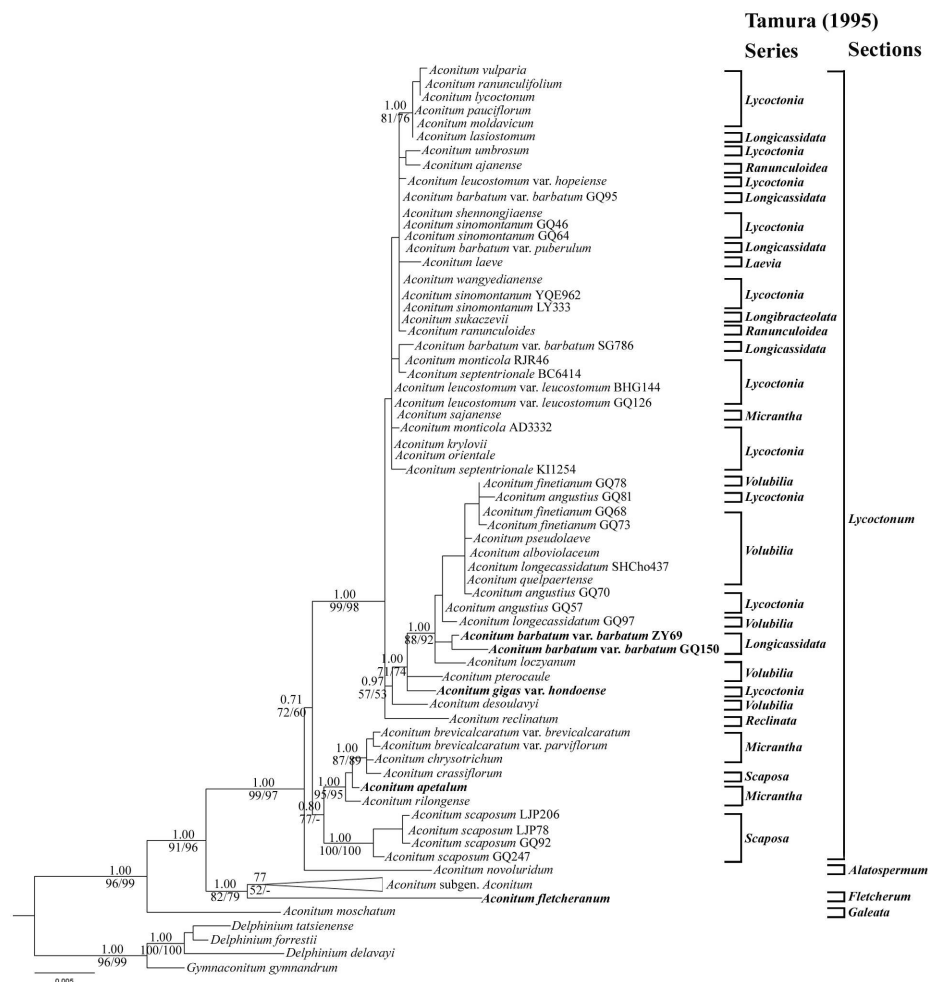 Tamura (1995)
Series Sections
Aconitum vulparia
Aconitum ranunculifolium
Aconitum lycoctonum
Aconitum pauciflorum
Aconitum moldavicum
Aconitum lasiostomum
Aconitum umbrosum
Aconitum ajanense
Aconitum leucostomum var. hopeiense
Aconitum barbatum var. barbatum GQ95
Aconitum shennongjiaense
Aconitum sinomontanum GQ46
Aconitum sinomontanum GQ64
Aconitum barbatum var. puberulum
Aconitum laeve
Aconitum wangyedianense
Aconitum sinomontanum YQE962
Aconitum sinomontanum LY333
Aconitum sukaczevii
Aconitum ranunculoides
Aconitum barbatum var. barbatum SG786
Aconitum monticola RJR46
Aconitum septentrionale BC6414
Aconitum leucostomum var. leucostomum BHG144
Aconitum leucostomum var. leucostomum GQ126
Aconitum sajanense
Aconitum monticola AD3332
Aconitum krylovii
Aconitum orientale
Aconitum septentrionale KI1254
Aconitum finetianum GQ78
Aconitum angustius GQ81
Aconitum finetianum GQ68
Aconitum finetianum GQ73
Aconitum pseudolaeve
Aconitum alboviolaceum
Aconitum longecassidatum SHCho437
Aconitum quelpaertense
Aconitum angustius GQ70
Aconitum angustius GQ57
Aconitum longecassidatum GQ97
Aconitum barbatum var. barbatum ZY69
Aconitum barbatum var. barbatum GQ150
Aconitum loczyanum
Aconitum pterocaule
Aconitum gigas var. hondoense
Aconitum desoulavyi
Aconitum reclinatum
Aconitum brevicalcaratum var. brevicalcaratum
Aconitum brevicalcaratum var. parviflorum
Aconitum chrysotrichum
Aconitum crassiflorum
Aconitum apetalum
Aconitum rilongense
Aconitum scaposum LJP206
Aconitum scaposum LJP78
Aconitum scaposum GQ92
Aconitum scaposum GQ247
Aconitum novoluridum
Aconitum subgen. Aconitum
Aconitum fletcheranum
Aconitum moschatum
Delphinium tatsienense
Delphinium forrestii
Delphinium delavayi
Gymnaconitum gymnandrum
1.00
81/76
1.00
99/98
1.00
88/92
1.00
71/74
0.97
57/53
0.71
72/60
1.00
87/89
1.00
95/95
0.80
77/-
1.00
100/100
1.00
99/97
1.00
91/96
1.00
96/99
1.00
82/79
77
52/-
1.00
100/100
1.00
96/99
0.005
Lycoctonia
Longicassidata
Lycoctonia
Ranunculoidea
Lycoctonia
Longicassidata
Lycoctonia
Longicassidata
Laevia
Lycoctonia
Longibracteolata
Ranunculoidea
Longicassidata
Lycoctonia
Micrantha
Lycoctonia
Volubilia
Lycoctonia
Volubilia
Lycoctonia
Volubilia
Longicassidata
Volubilia
Lycoctonia
Volubilia
Reclinata
Micrantha
Scaposa
Micrantha
Scaposa
Lycoctonum
Alatospermum
Fletcherum
Galeata